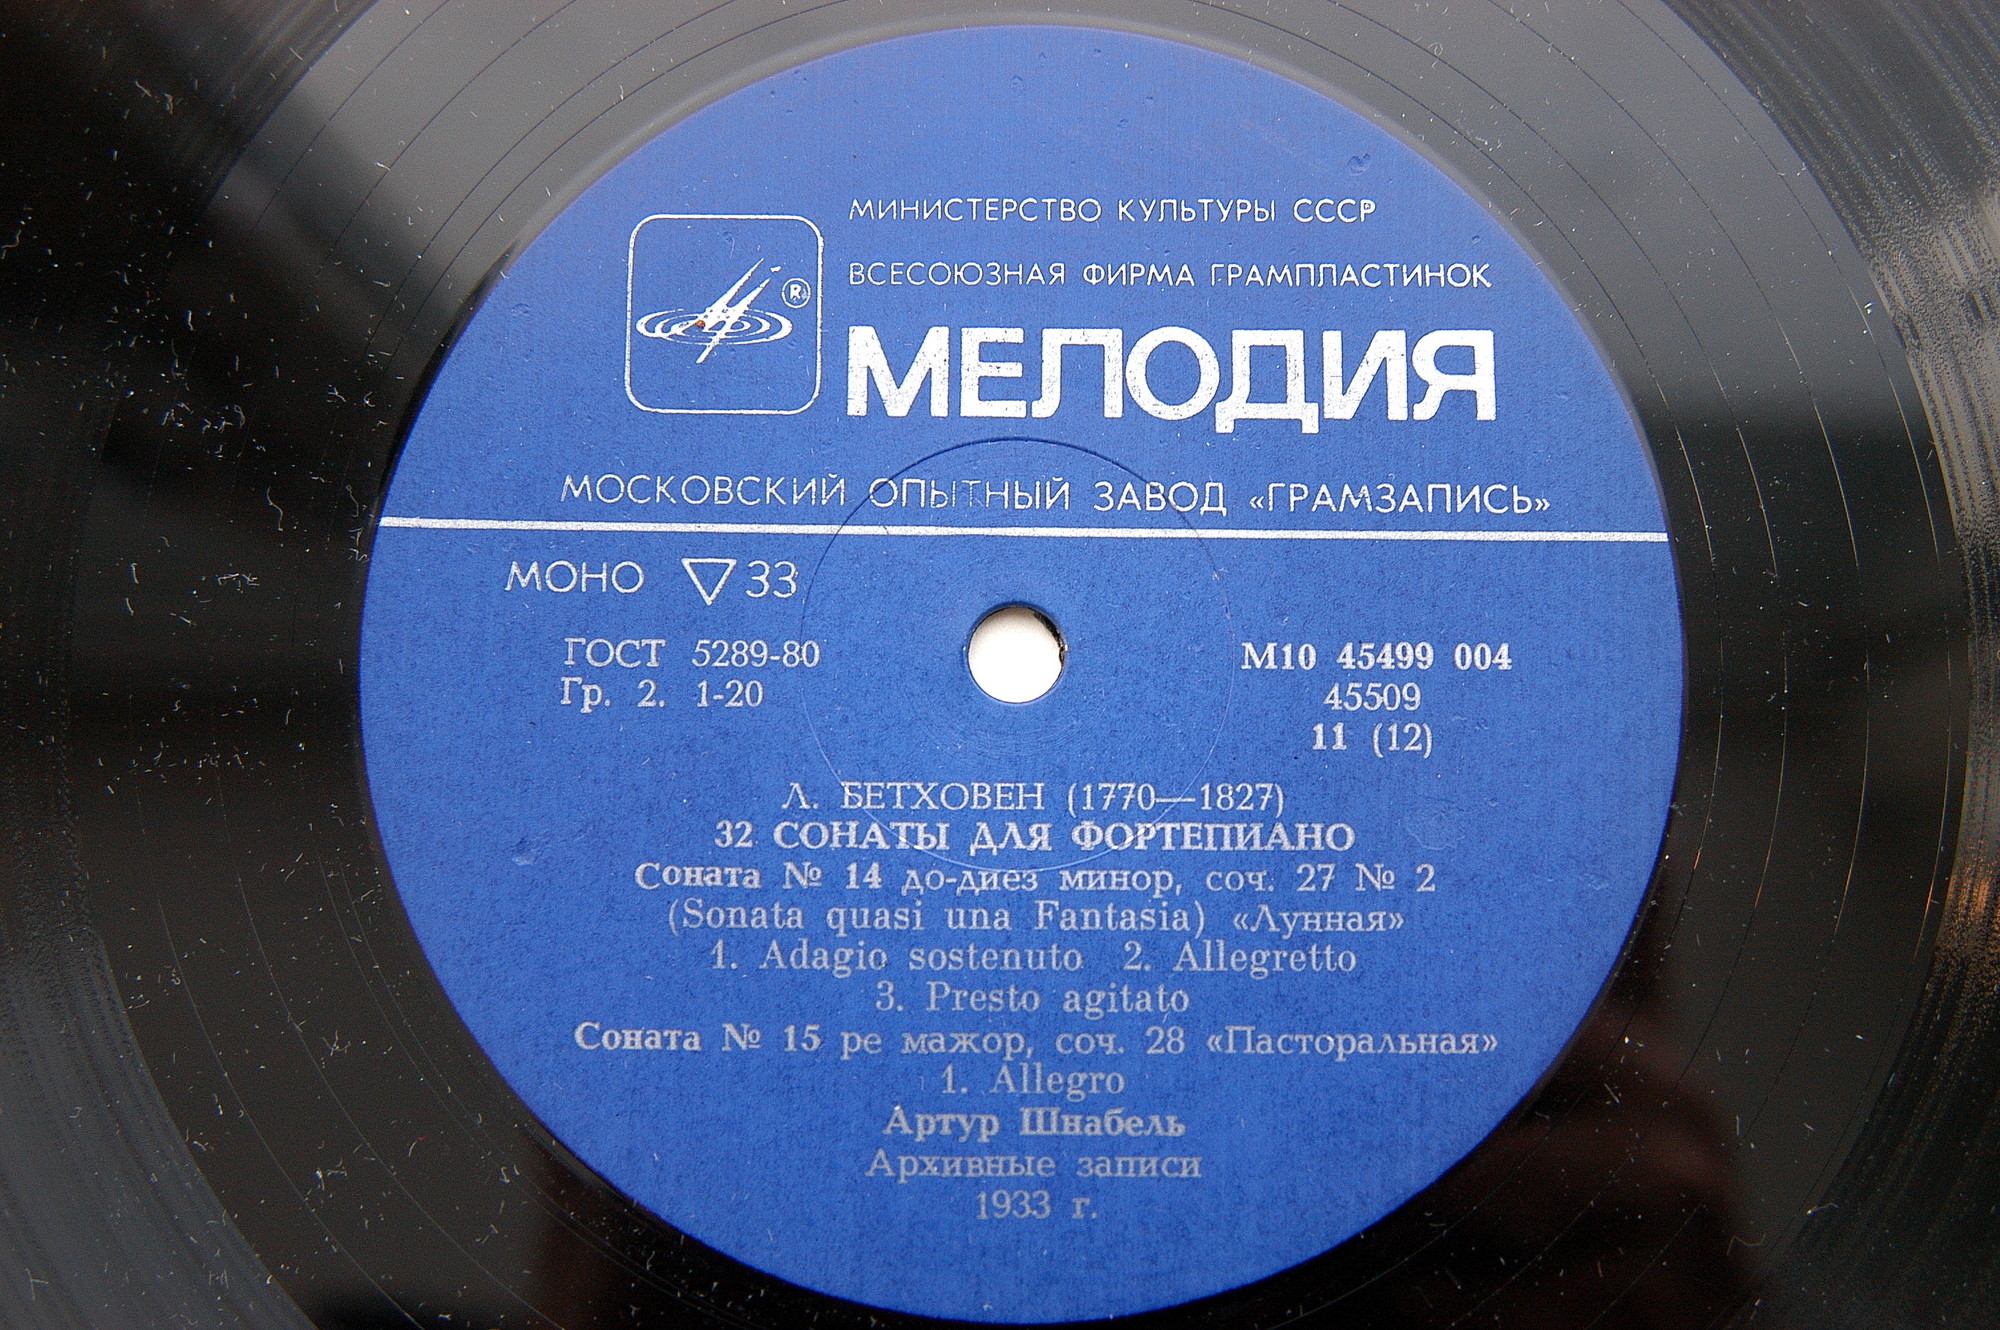 МИНИСТЕРСТВО КУЛЬТУРЫ СССР
ВСЕСОЮЗНАЯ ФИРМА ГРАМПЛАСТИНОК
®
МЕЛОДИЯ
МОСКОВСКИЙ ОПЫТНЫЙ ЗАВОД «ГРАМЗАПИСЬ»
МОНО ▽33
ГОСТ 5289-80
Гр. 2. 1-20
М10 45499 004
45509
11 (12)
Л. БЕТХОВЕН (1770—1827)
32 СОНАТЫ ДЛЯ ФОРТЕПИАНО
Соната № 14 до-диез минор, соч. 27 № 2
(Sonata quasi una Fantasia) «Лунная»
1. Adagio sostenuto 2. Allegretto
3. Presto agitato
Соната № 15 ре мажор, соч. 28 «Пасторальная»
1. Allegro
Артур Шнабель
Архивные записи
1933 г.